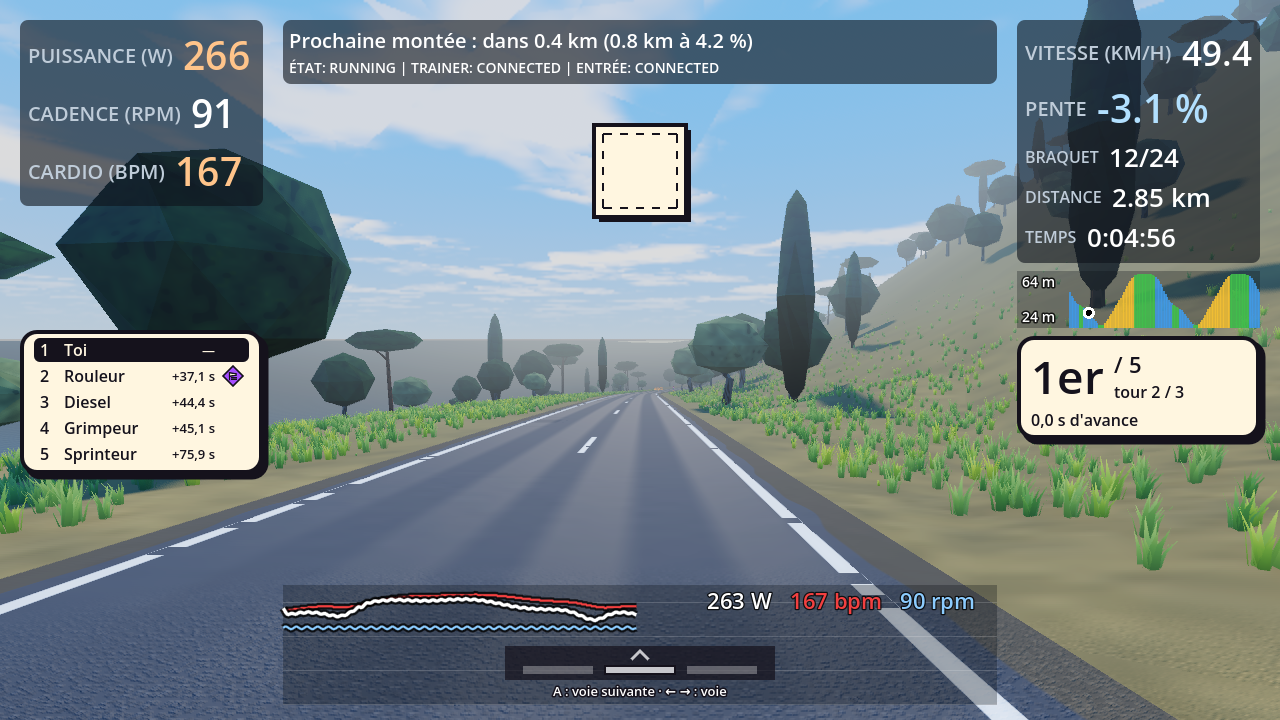 PUISSANCE (W) 266
CADENCE (RPM) 91
CARDIO (BPM) 167
Prochaine montée : dans 0.4 km (0.8 km à 4.2 %)
ÉTAT: RUNNING | TRAINER: CONNECTED | ENTRÉE: CONNECTED
VITESSE (KM/H) 49.4
PENTE -3.1 %
BRAQUET 12/24
DISTANCE 2.85 km
TEMPS 0:04:56
64 m
24 m
1 Toi —
2 Rouleur +37,1 s
3 Diesel +44,4 s
4 Grimpeur +45,1 s
5 Sprinteur +75,9 s
1er / 5
tour 2 / 3
0,0 s d'avance
263 W 167 bpm 90 rpm
A : voie suivante · ← → : voie